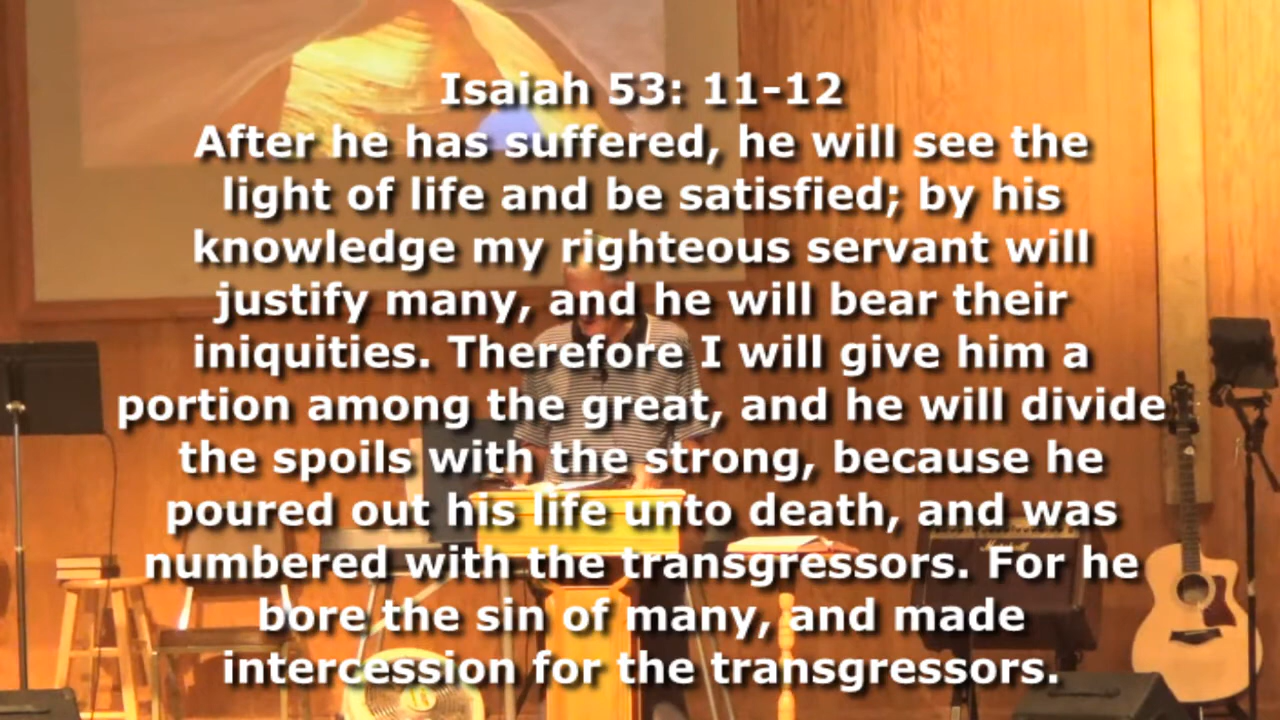 Isaiah 53: 11-12
After he has suffered, he will see the
light of life and be satisfied; by his
knowledge my righteous servant will
justify many, and he will bear their
iniquities. Therefore I will give him a
portion among the great, and he will divide
the spoils with the strong, because he
poured out his life unto death, and was
numbered with the transgressors. For he
bore the sin of many, and made
intercession for the transgressors.
Marshall